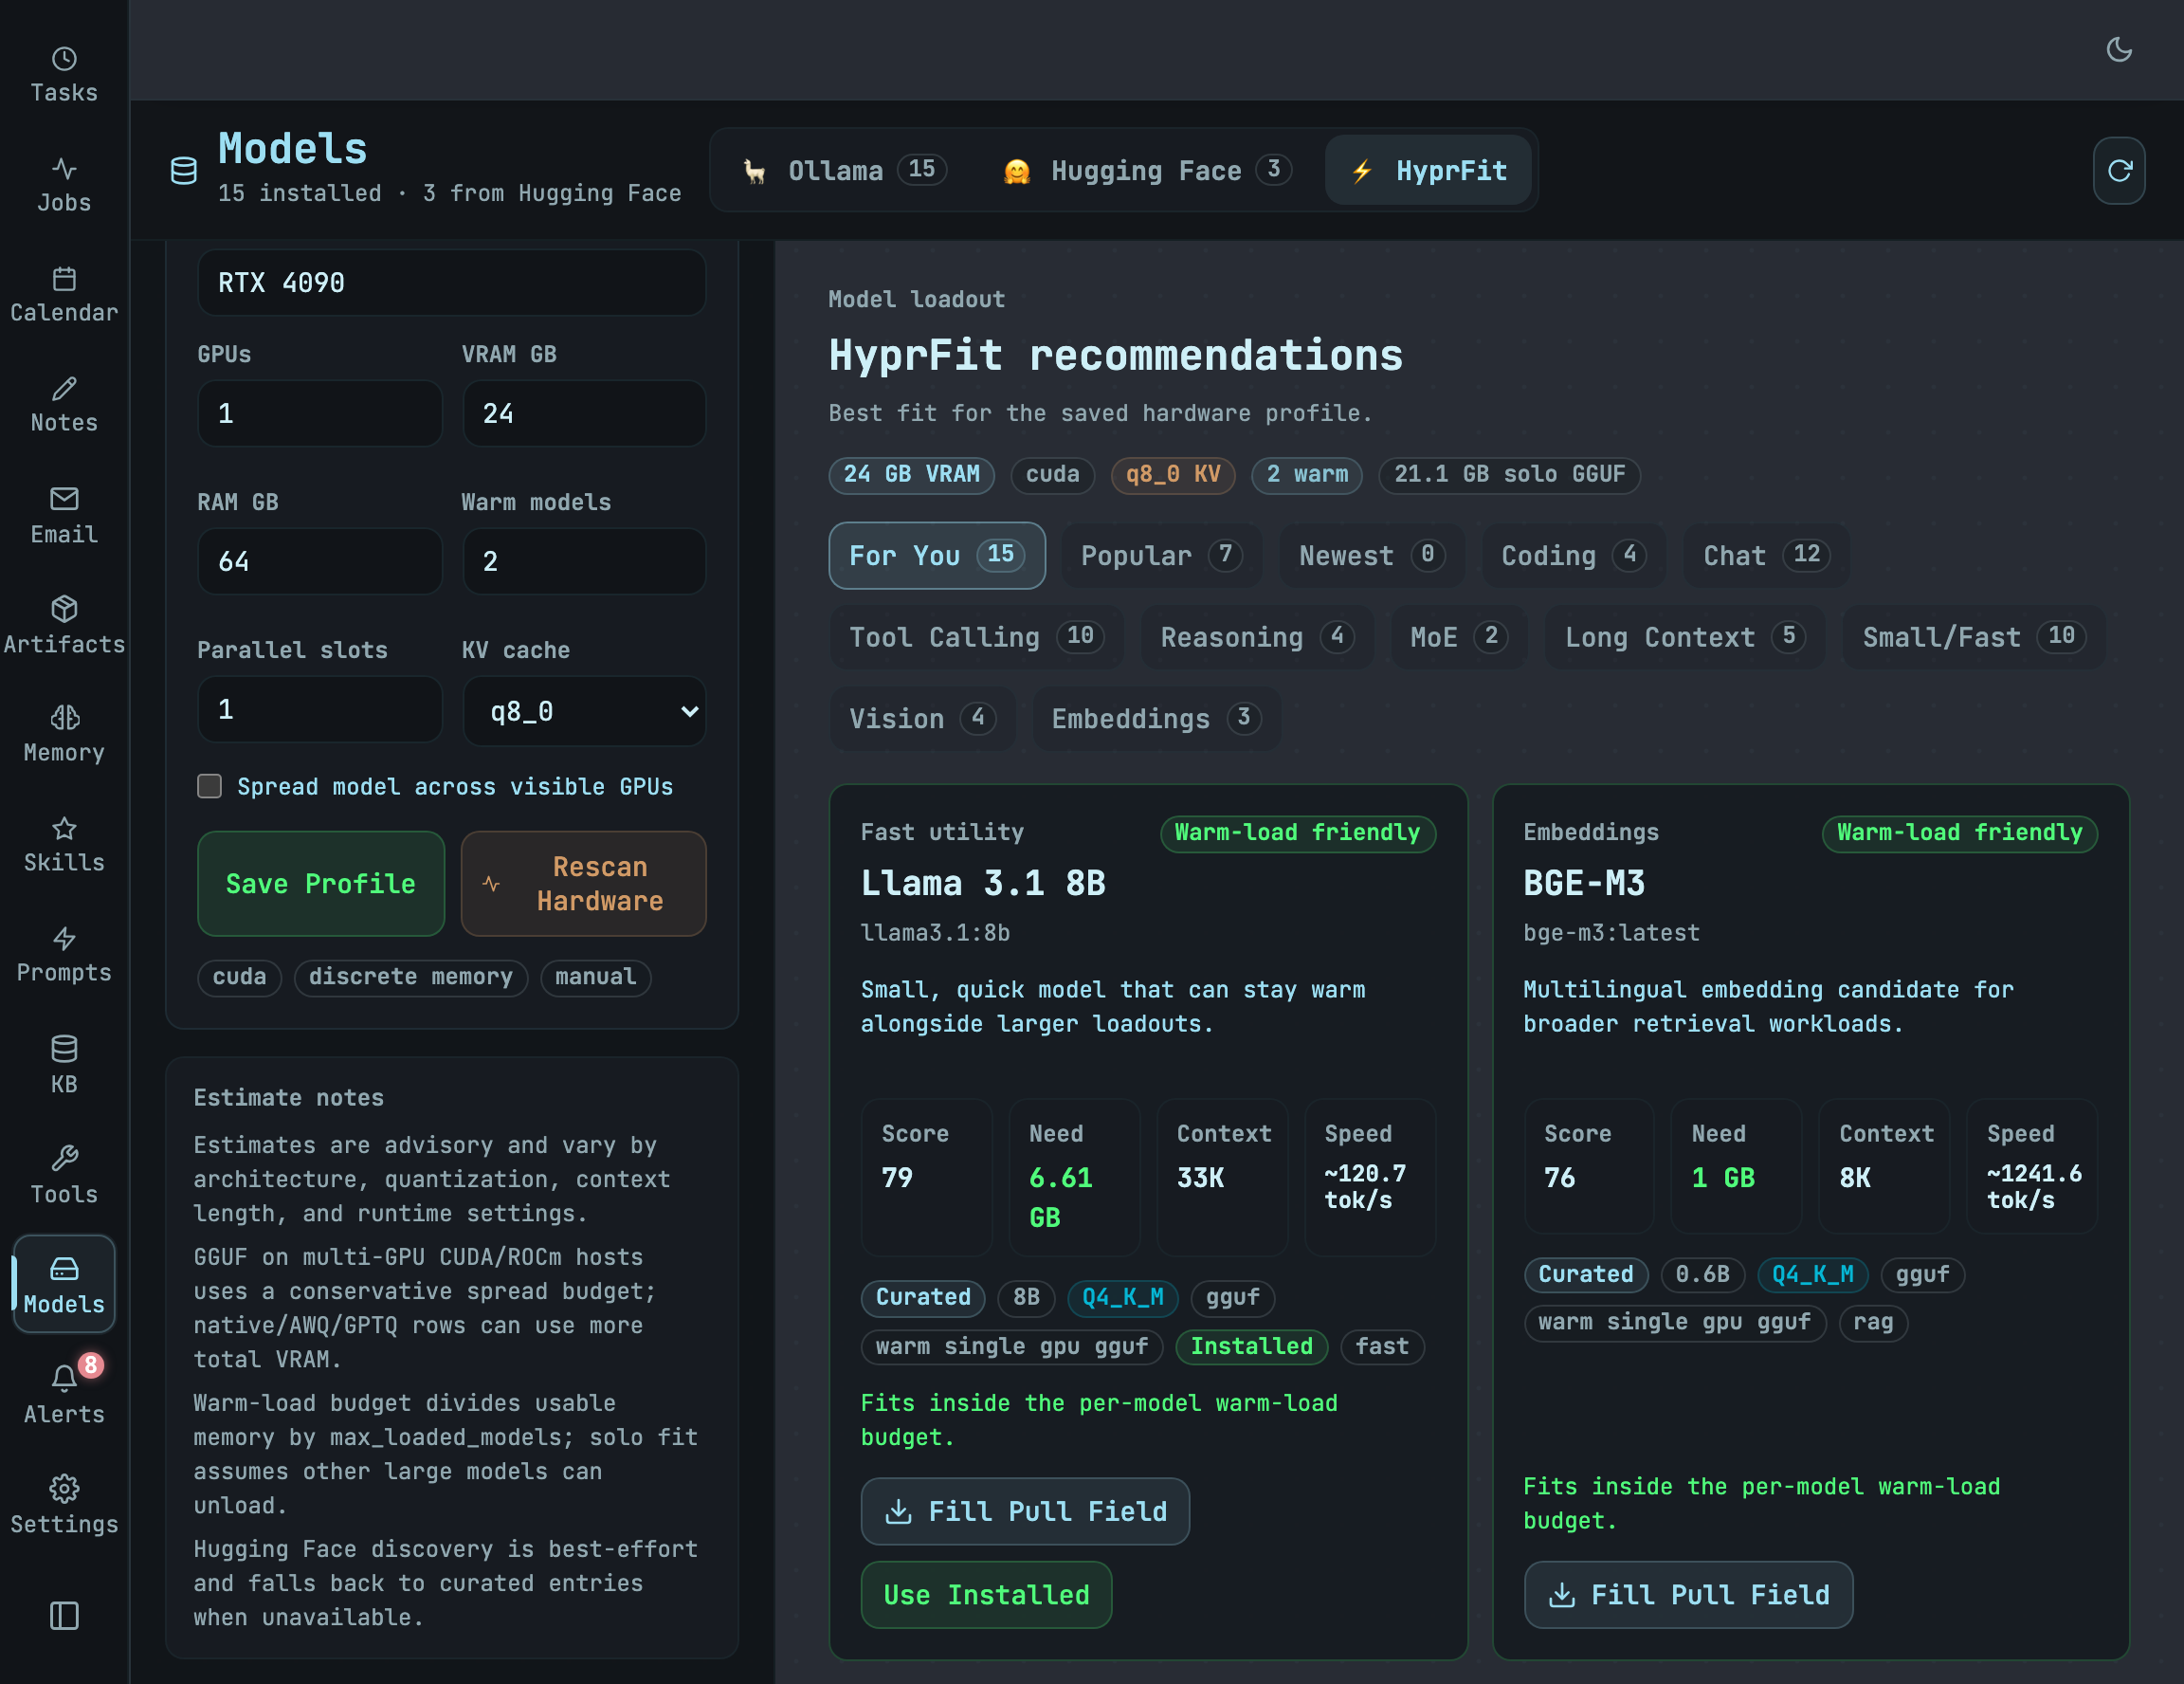 Tasks
Jobs
Calendar
Notes
Email
Artifacts
Memory
Skills
Prompts
KB
Tools
Models
8
Alerts
Settings
Models
15 installed · 3 from Hugging Face
Ollama 15
Hugging Face 3
HyprFit
RTX 4090
GPUs VRAM GB
1 24
RAM GB Warm models
64 2
Parallel slots KV cache
1 q8_0
Spread model across visible GPUs
Save Profile
Rescan
Hardware
cuda discrete memory manual
Estimate notes
Estimates are advisory and vary by
architecture, quantization, context
length, and runtime settings.
GGUF on multi-GPU CUDA/ROCm hosts
uses a conservative spread budget;
native/AWQ/GPTQ rows can use more
total VRAM.
Warm-load budget divides usable
memory by max_loaded_models; solo fit
assumes other large models can
unload.
Hugging Face discovery is best-effort
and falls back to curated entries
when unavailable.
Model loadout
HyprFit recommendations
Best fit for the saved hardware profile.
24 GB VRAM cuda q8_0 KV 2 warm 21.1 GB solo GGUF
For You 15 Popular 7 Newest 0 Coding 4 Chat 12
Tool Calling 10 Reasoning 4 MoE 2 Long Context 5 Small/Fast 10
Vision 4 Embeddings 3
Fast utility Warm-load friendly
Llama 3.1 8B
llama3.1:8b
Small, quick model that can stay warm
alongside larger loadouts.
Score Need Context Speed
79 6.61 GB 33K ~120.7 tok/s
Curated 8B Q4_K_M gguf
warm single gpu gguf Installed fast
Fits inside the per-model warm-load
budget.
Fill Pull Field
Use Installed
Embeddings Warm-load friendly
BGE-M3
bge-m3:latest
Multilingual embedding candidate for
broader retrieval workloads.
Score Need Context Speed
76 1 GB 8K ~1241.6 tok/s
Curated 0.6B Q4_K_M gguf
warm single gpu gguf rag
Fits inside the per-model warm-load
budget.
Fill Pull Field